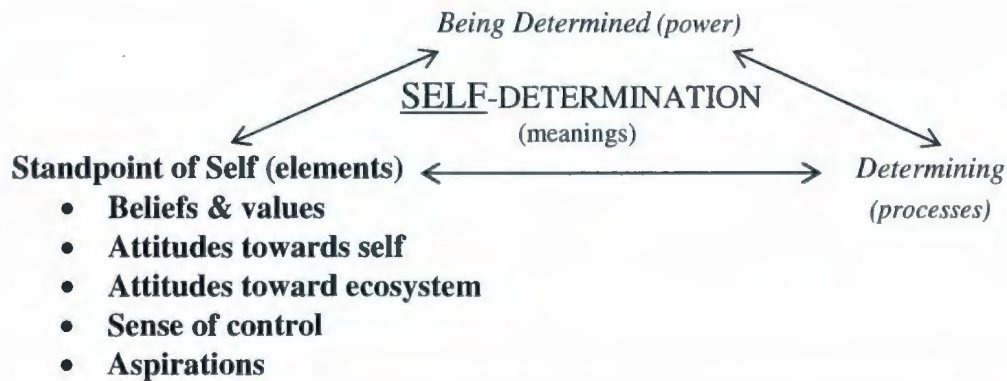 Being Determined (power)
SELF-DETERMINATION
(meanings)
Standpoint of Self (elements)
Determining
(processes)
• Beliefs & values
• Attitudes towards self
• Attitudes toward ecosystem
• Sense of control
• Aspirations